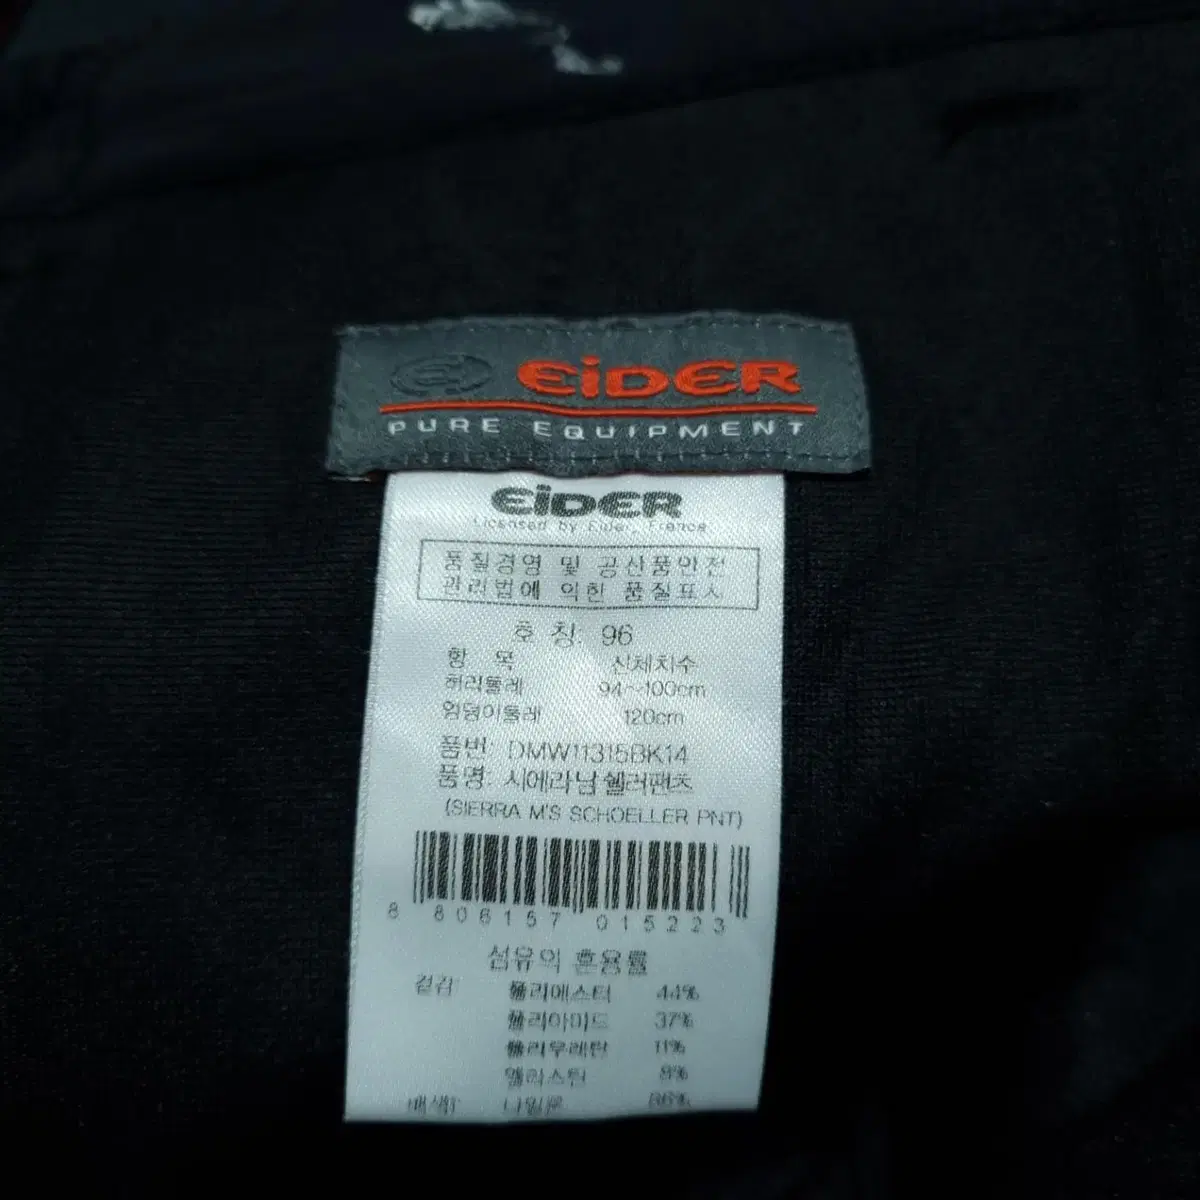 EiDER
PURE EQUIPMENT
EiDER
Licensed by Eider, France
품질경영 및 공산품안전
관리법에 의한 품질표시
호 칭: 96
항 목 신체치수
허리둘레 94~100cm
엉덩이둘레 120cm
품번: DMW11315BK14
품명: 시에라남쉘러팬츠
(SIERRA M'S SCHOELLER PNT)
8 806157 015223
섬유의 혼용률
겉감: 폴리에스터 44%
폴리아미드 37%
폴리우레탄 11%
엘라스틴 8%
배색1: 나일론 86%